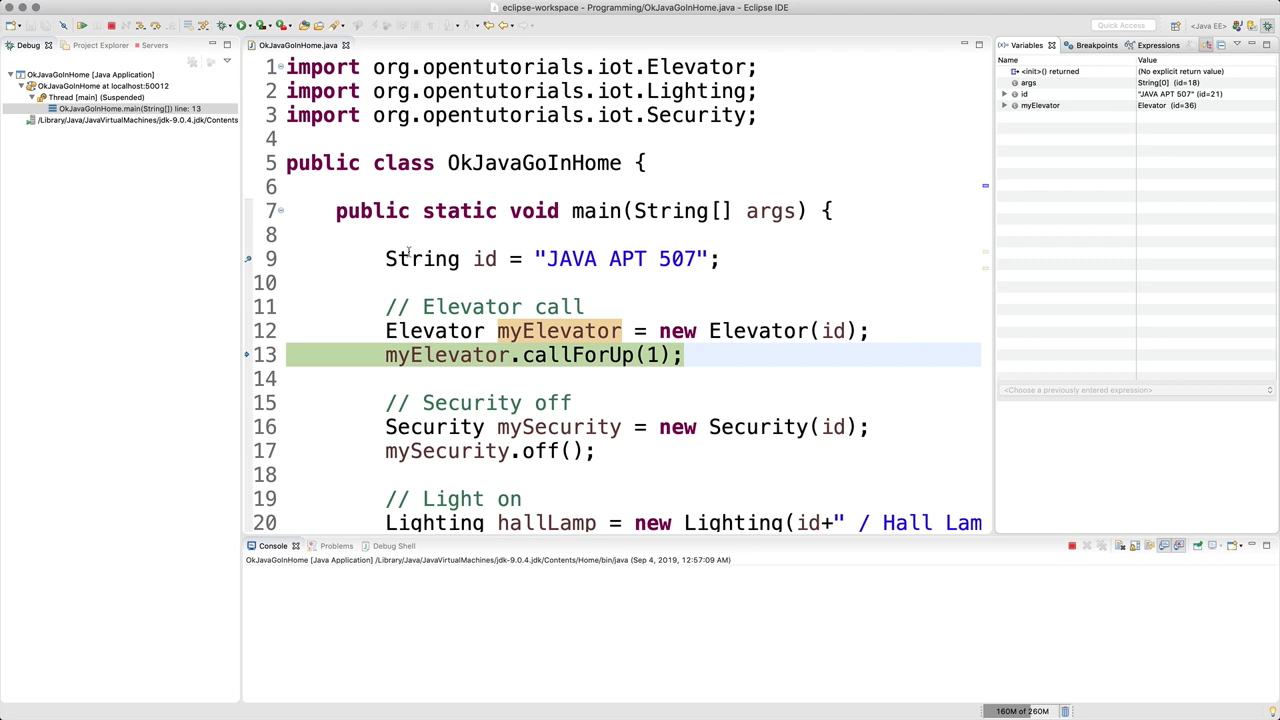 eclipse-workspace - Programming/OkJavaGoInHome.java - Eclipse IDE
Quick Access
<Java EE>
Debug
Project Explorer
Servers
OkJavaGoInHome [Java Application]
OkJavaGoInHome at localhost:50012
Thread [main] (Suspended)
OkJavaGoInHome.main(String[]) line: 13
/Library/Java/JavaVirtualMachines/jdk-9.0.4.jdk/Contents
OkJavaGoInHome.java
1 import org.opentutorials.iot.Elevator;
2 import org.opentutorials.iot.Lighting;
3 import org.opentutorials.iot.Security;
4
5 public class OkJavaGoInHome {
6
7 public static void main(String[] args) {
8
9 String id = "JAVA APT 507";
10
11 // Elevator call
12 Elevator myElevator = new Elevator(id);
13 myElevator.callForUp(1);
14
15 // Security off
16 Security mySecurity = new Security(id);
17 mySecurity.off();
18
19 // Light on
20 Lighting hallLamp = new Lighting(id+" / Hall Lam
(x)= Variables
Breakpoints
Expressions
Name Value
<init>() returned (No explicit return value)
args String[0] (id=18)
id "JAVA APT 507" (id=21)
myElevator Elevator (id=36)
<Choose a previously entered expression>
Console
Problems
Debug Shell
OkJavaGoInHome [Java Application] /Library/Java/JavaVirtualMachines/jdk-9.0.4.jdk/Contents/Home/bin/java (Sep 4, 2019, 12:57:09 AM)
160M of 260M